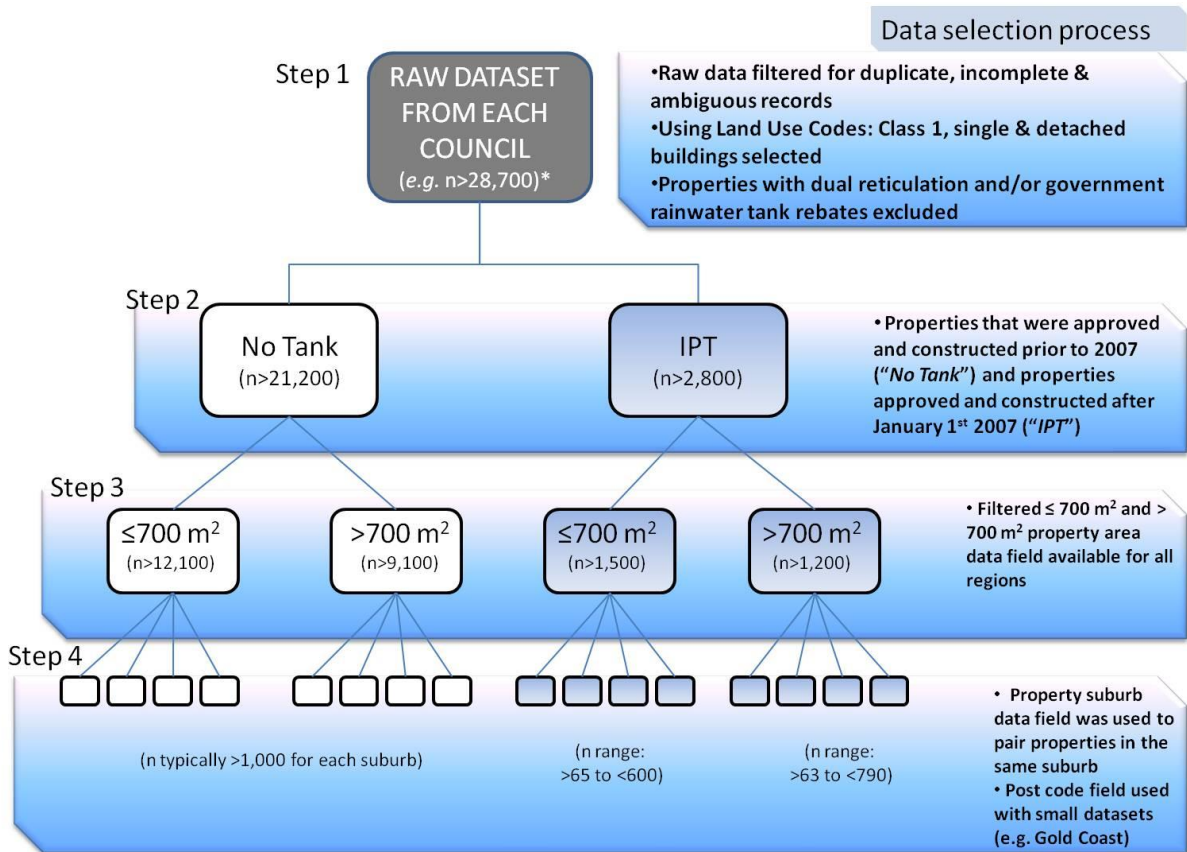 Data selection process
Step 1
RAW DATASET
FROM EACH
COUNCIL
(e.g. n>28,700)*
•Raw data filtered for duplicate, incomplete &
ambiguous records
•Using Land Use Codes: Class 1, single & detached
buildings selected
•Properties with dual reticulation and/or government
rainwater tank rebates excluded
Step 2
No Tank
(n>21,200)
IPT
(n>2,800)
• Properties that were approved
and constructed prior to 2007
(“No Tank”) and properties
approved and constructed after
January 1st 2007 (“IPT”)
Step 3
≤700 m²
(n>12,100)
>700 m²
(n>9,100)
≤700 m²
(n>1,500)
>700 m²
(n>1,200)
• Filtered ≤ 700 m² and >
700 m² property area
data field available for all
regions
Step 4
(n typically >1,000 for each suburb)
(n range:
>65 to <600)
(n range:
>63 to <790)
• Property suburb
data field was used to
pair properties in the
same suburb
• Post code field used
with small datasets
(e.g. Gold Coast)